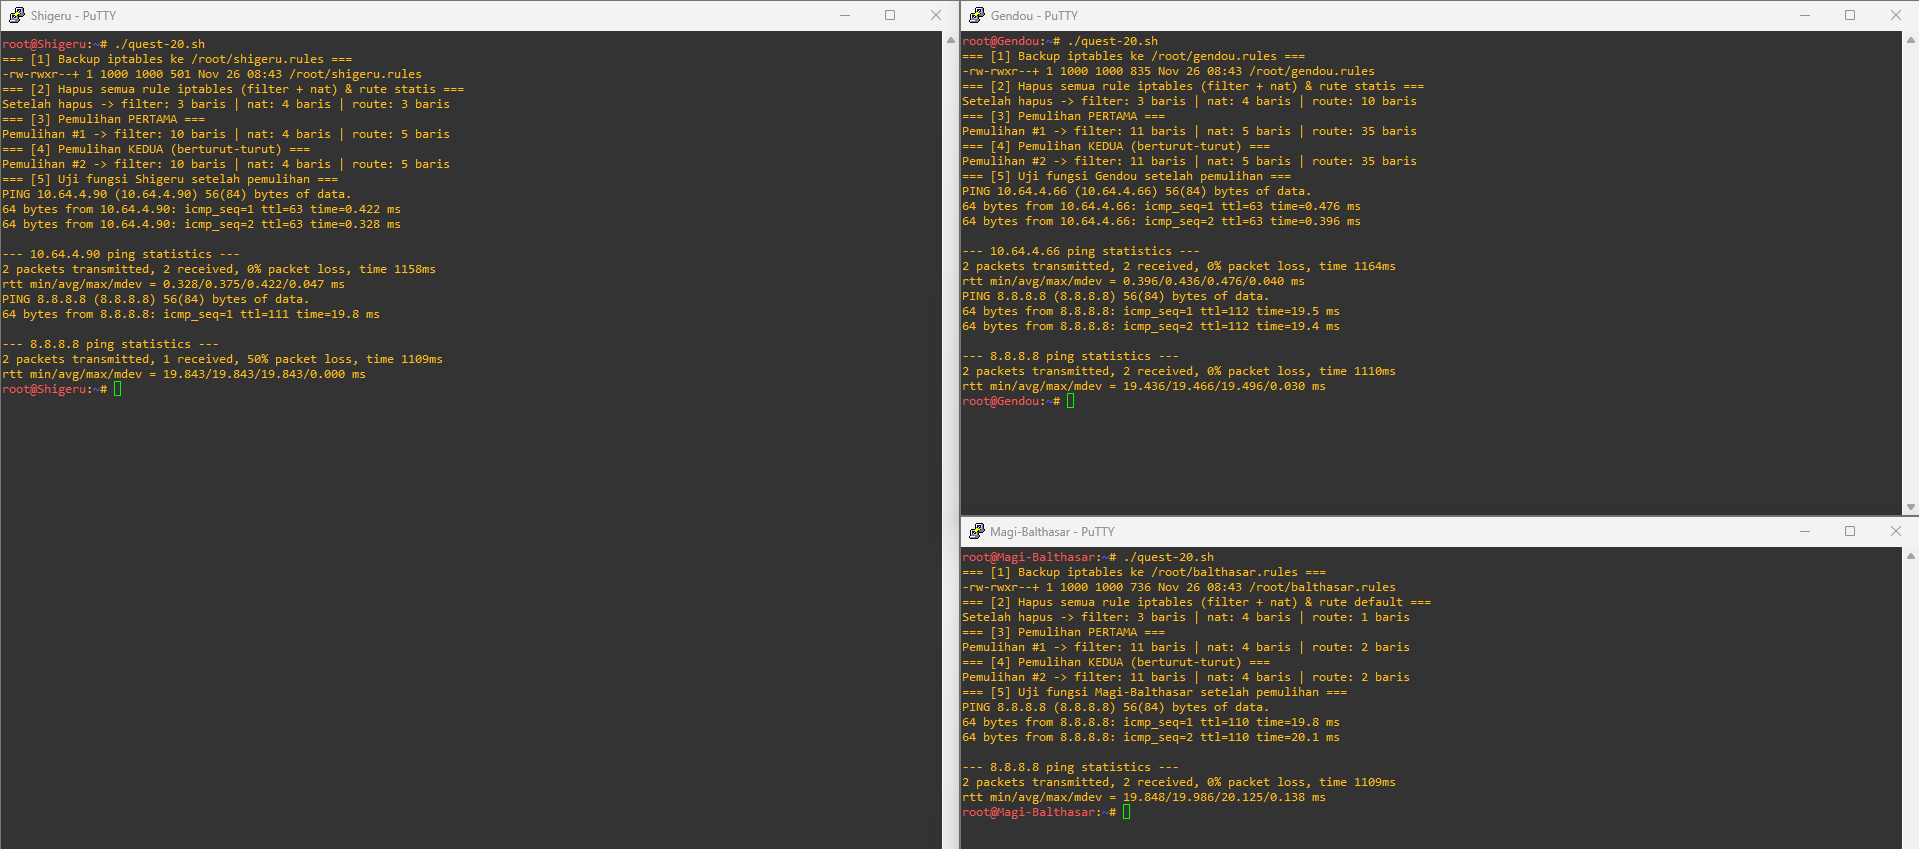 Shigeru - PuTTY
root@Shigeru:~# ./quest-20.sh
=== [1] Backup iptables ke /root/shigeru.rules ===
-rw-rwxr--+ 1 1000 1000 501 Nov 26 08:43 /root/shigeru.rules
=== [2] Hapus semua rule iptables (filter + nat) & rute statis ===
Setelah hapus -> filter: 3 baris | nat: 4 baris | route: 3 baris
=== [3] Pemulihan PERTAMA ===
Pemulihan #1 -> filter: 10 baris | nat: 4 baris | route: 5 baris
=== [4] Pemulihan KEDUA (berturut-turut) ===
Pemulihan #2 -> filter: 10 baris | nat: 4 baris | route: 5 baris
=== [5] Uji fungsi Shigeru setelah pemulihan ===
PING 10.64.4.90 (10.64.4.90) 56(84) bytes of data.
64 bytes from 10.64.4.90: icmp_seq=1 ttl=63 time=0.422 ms
64 bytes from 10.64.4.90: icmp_seq=2 ttl=63 time=0.328 ms
--- 10.64.4.90 ping statistics ---
2 packets transmitted, 2 received, 0% packet loss, time 1158ms
rtt min/avg/max/mdev = 0.328/0.375/0.422/0.047 ms
PING 8.8.8.8 (8.8.8.8) 56(84) bytes of data.
64 bytes from 8.8.8.8: icmp_seq=1 ttl=111 time=19.8 ms
--- 8.8.8.8 ping statistics ---
2 packets transmitted, 1 received, 50% packet loss, time 1109ms
rtt min/avg/max/mdev = 19.843/19.843/19.843/0.000 ms
root@Shigeru:~#
Gendou - PuTTY
root@Gendou:~# ./quest-20.sh
=== [1] Backup iptables ke /root/gendou.rules ===
-rw-rwxr--+ 1 1000 1000 835 Nov 26 08:43 /root/gendou.rules
=== [2] Hapus semua rule iptables (filter + nat) & rute statis ===
Setelah hapus -> filter: 3 baris | nat: 4 baris | route: 10 baris
=== [3] Pemulihan PERTAMA ===
Pemulihan #1 -> filter: 11 baris | nat: 5 baris | route: 35 baris
=== [4] Pemulihan KEDUA (berturut-turut) ===
Pemulihan #2 -> filter: 11 baris | nat: 5 baris | route: 35 baris
=== [5] Uji fungsi Gendou setelah pemulihan ===
PING 10.64.4.66 (10.64.4.66) 56(84) bytes of data.
64 bytes from 10.64.4.66: icmp_seq=1 ttl=63 time=0.476 ms
64 bytes from 10.64.4.66: icmp_seq=2 ttl=63 time=0.396 ms
--- 10.64.4.66 ping statistics ---
2 packets transmitted, 2 received, 0% packet loss, time 1164ms
rtt min/avg/max/mdev = 0.396/0.436/0.476/0.040 ms
PING 8.8.8.8 (8.8.8.8) 56(84) bytes of data.
64 bytes from 8.8.8.8: icmp_seq=1 ttl=112 time=19.5 ms
64 bytes from 8.8.8.8: icmp_seq=2 ttl=112 time=19.4 ms
--- 8.8.8.8 ping statistics ---
2 packets transmitted, 2 received, 0% packet loss, time 1110ms
rtt min/avg/max/mdev = 19.436/19.466/19.496/0.030 ms
root@Gendou:~#
Magi-Balthasar - PuTTY
root@Magi-Balthasar:~# ./quest-20.sh
=== [1] Backup iptables ke /root/balthasar.rules ===
-rw-rwxr--+ 1 1000 1000 736 Nov 26 08:43 /root/balthasar.rules
=== [2] Hapus semua rule iptables (filter + nat) & rute default ===
Setelah hapus -> filter: 3 baris | nat: 4 baris | route: 1 baris
=== [3] Pemulihan PERTAMA ===
Pemulihan #1 -> filter: 11 baris | nat: 4 baris | route: 2 baris
=== [4] Pemulihan KEDUA (berturut-turut) ===
Pemulihan #2 -> filter: 11 baris | nat: 4 baris | route: 2 baris
=== [5] Uji fungsi Magi-Balthasar setelah pemulihan ===
PING 8.8.8.8 (8.8.8.8) 56(84) bytes of data.
64 bytes from 8.8.8.8: icmp_seq=1 ttl=110 time=19.8 ms
64 bytes from 8.8.8.8: icmp_seq=2 ttl=110 time=20.1 ms
--- 8.8.8.8 ping statistics ---
2 packets transmitted, 2 received, 0% packet loss, time 1109ms
rtt min/avg/max/mdev = 19.848/19.986/20.125/0.138 ms
root@Magi-Balthasar:~#